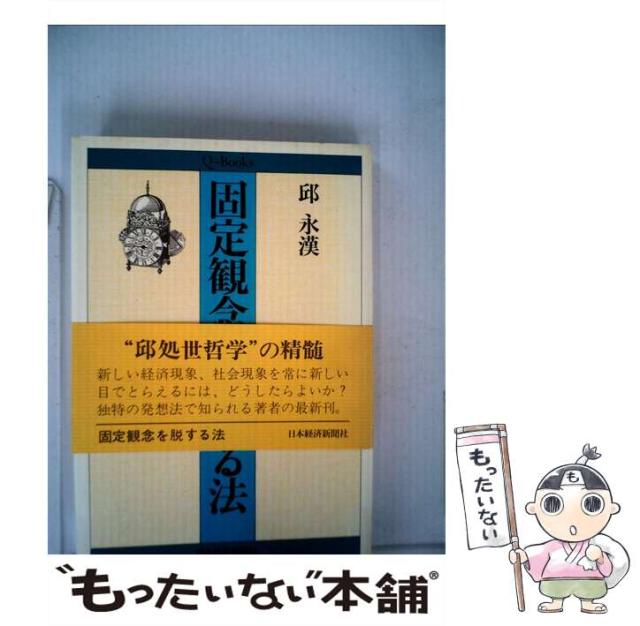 Q-Books
邱 永漢
固定観念
る法
“邱処世哲学”の精髄
新しい経済現象、社会現象を常に新しい
目でとらえるには、どうしたらよいか？
独特の発想法で知られる著者の最新刊。
固定観念を脱する法
日本経済新聞社
もったいない
も
“もったいない”本舗®